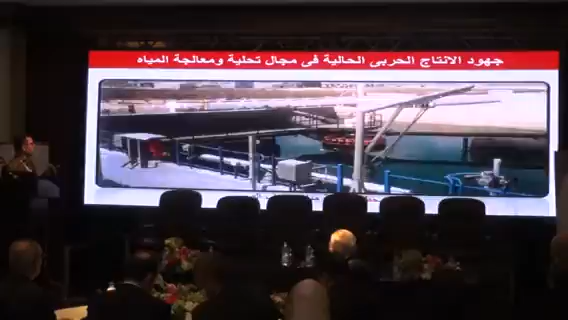 جهود الانتاج الحربى الحالية فى مجال تحلية ومعالجة المياه